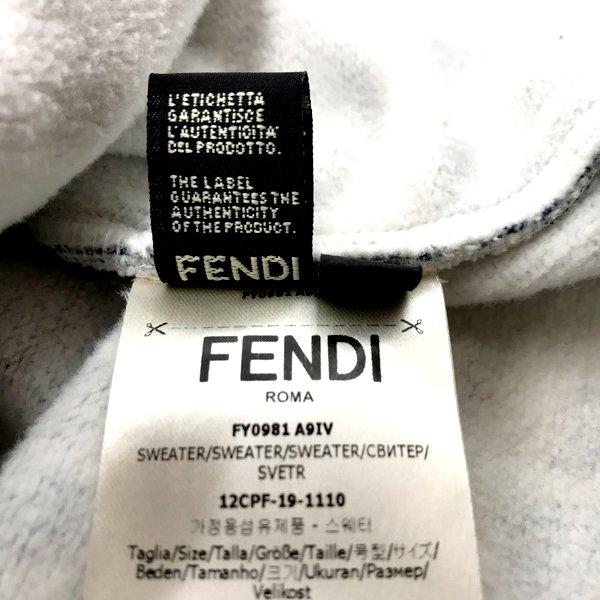 L'ETICHETTA
GARANTISCE
L'AUTENTICITA'
DEL PRODOTTO.
THE LABEL
GUARANTEES THE
AUTHENTICITY
OF THE PRODUCT.
FENDI
FENDI
ROMA
FY0981 A9IV
SWEATER/SWEATER/SWEATER/СВИТЕР/
SVETR
12CPF-19-1110
가정용섬유제품 - 스웨터
Taglia/Size/Talla/Größe/Taille/号型/サイズ/
Beden/Tamanho/크기/Ukuran/Размер/
Velikost